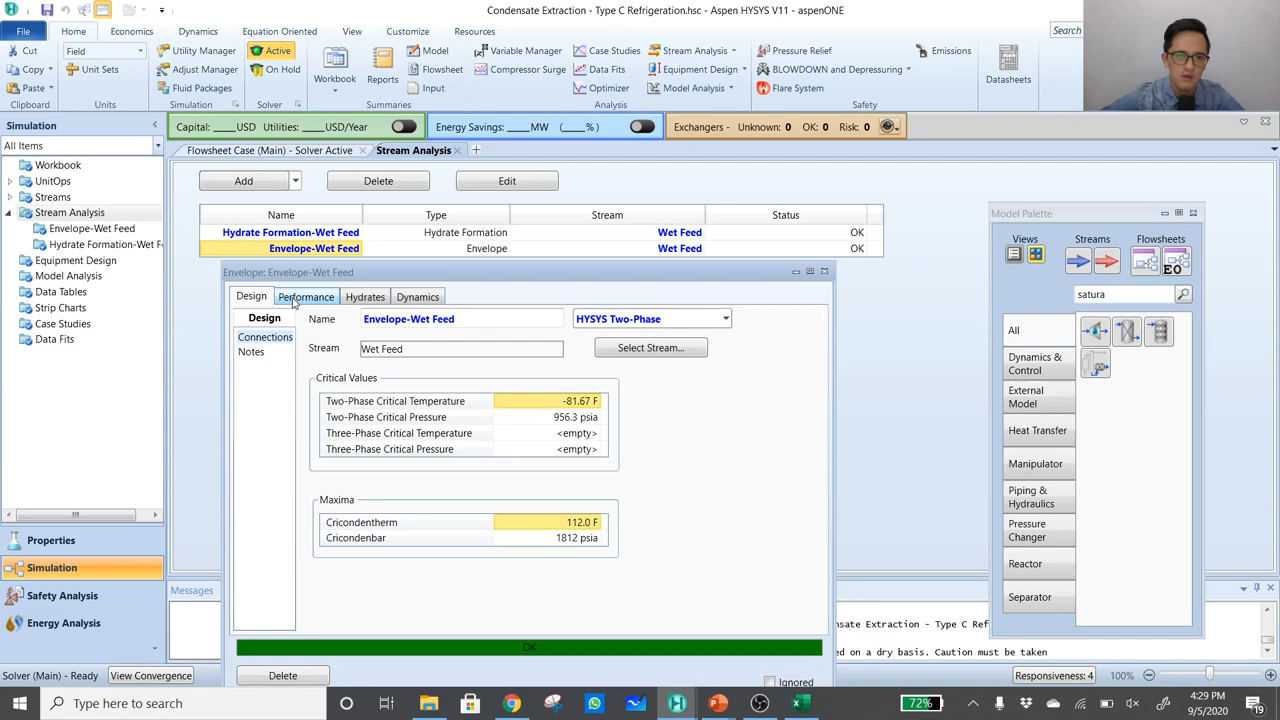 Condensate Extraction - Type C Refrigeration.hsc - Aspen HYSYS V11 - aspenONE
File Home Economics Dynamics Equation Oriented View Customize Resources Search
Cut Field Utility Manager Active Model Variable Manager Case Studies Stream Analysis Pressure Relief Emissions
Copy Unit Sets Adjust Manager On Hold Workbook Reports Flowsheet Compressor Surge Data Fits Equipment Design BLOWDOWN and Depressuring Datasheets
Paste Fluid Packages Input Optimizer Model Analysis Flare System
Clipboard Units Simulation Solver Summaries Analysis Safety
Simulation
Capital: ____USD Utilities: ____USD/Year Energy Savings: ____MW (____%) Exchangers - Unknown: 0 OK: 0 Risk: 0
All Items
Flowsheet Case (Main) - Solver Active Stream Analysis
Workbook
UnitOps
Streams
Stream Analysis
Envelope-Wet Feed
Hydrate Formation-Wet F
Equipment Design
Model Analysis
Data Tables
Strip Charts
Case Studies
Data Fits
Properties
Simulation
Safety Analysis
Energy Analysis
Add Delete Edit
Name Type Stream Status
Hydrate Formation-Wet Feed Hydrate Formation Wet Feed OK
Envelope-Wet Feed Envelope Wet Feed OK
Envelope: Envelope-Wet Feed
Design Performance Hydrates Dynamics
Design
Connections
Notes
Name Envelope-Wet Feed HYSYS Two-Phase
Stream Wet Feed Select Stream...
Critical Values
Two-Phase Critical Temperature -81.67 F
Two-Phase Critical Pressure 956.3 psia
Three-Phase Critical Temperature <empty>
Three-Phase Critical Pressure <empty>
Maxima
Cricondentherm 112.0 F
Cricondenbar 1812 psia
OK
Delete Ignored
Model Palette
Views Streams Flowsheets
EO
satura
All
Dynamics & Control
External Model
Heat Transfer
Manipulator
Piping & Hydraulics
Pressure Changer
Reactor
Separator
Messages
ensate Extraction - Type C Refr
d on a dry basis. Caution must be taken
Solver (Main) - Ready View Convergence Responsiveness: 4 100%
Type here to search 72% 4:29 PM
9/5/2020 19